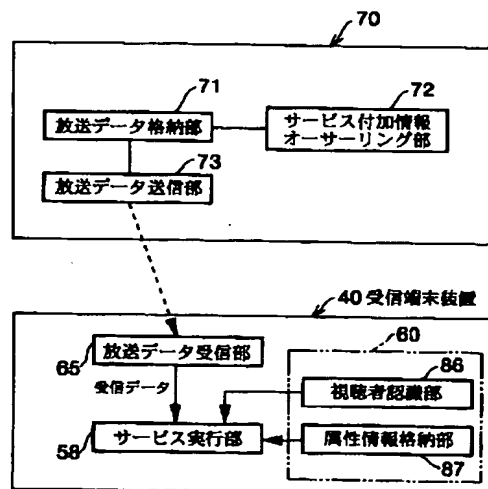 70
71
放送データ格納部
72
サービス付加情報
オーサリング部
73
放送データ送信部
40 受信端末装置
60
65
放送データ受信部
受信データ
86
視聴者認識部
58
サービス実行部
属性情報格納部
87